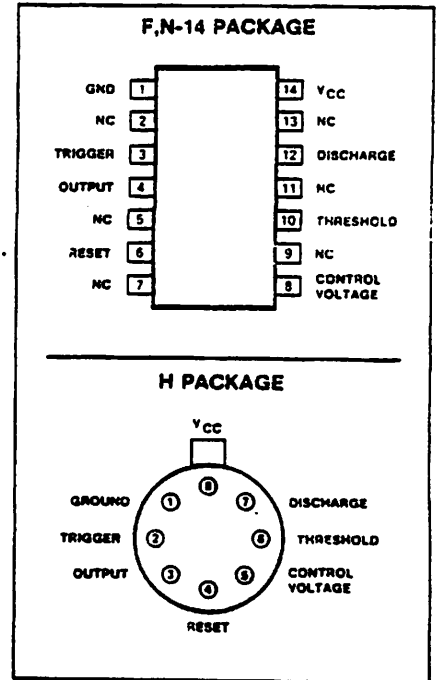 F,N-14 PACKAGE
GND 1
14 VCC
NC 2
13 NC
TRIGGER 3
12 DISCHARGE
OUTPUT 4
11 NC
NC 5
10 THRESHOLD
RESET 6
9 NC
NC 7
8 CONTROL
VOLTAGE
H PACKAGE
VCC
8
GROUND 1
7 DISCHARGE
TRIGGER 2
6 THRESHOLD
OUTPUT 3
5 CONTROL
VOLTAGE
4
RESET